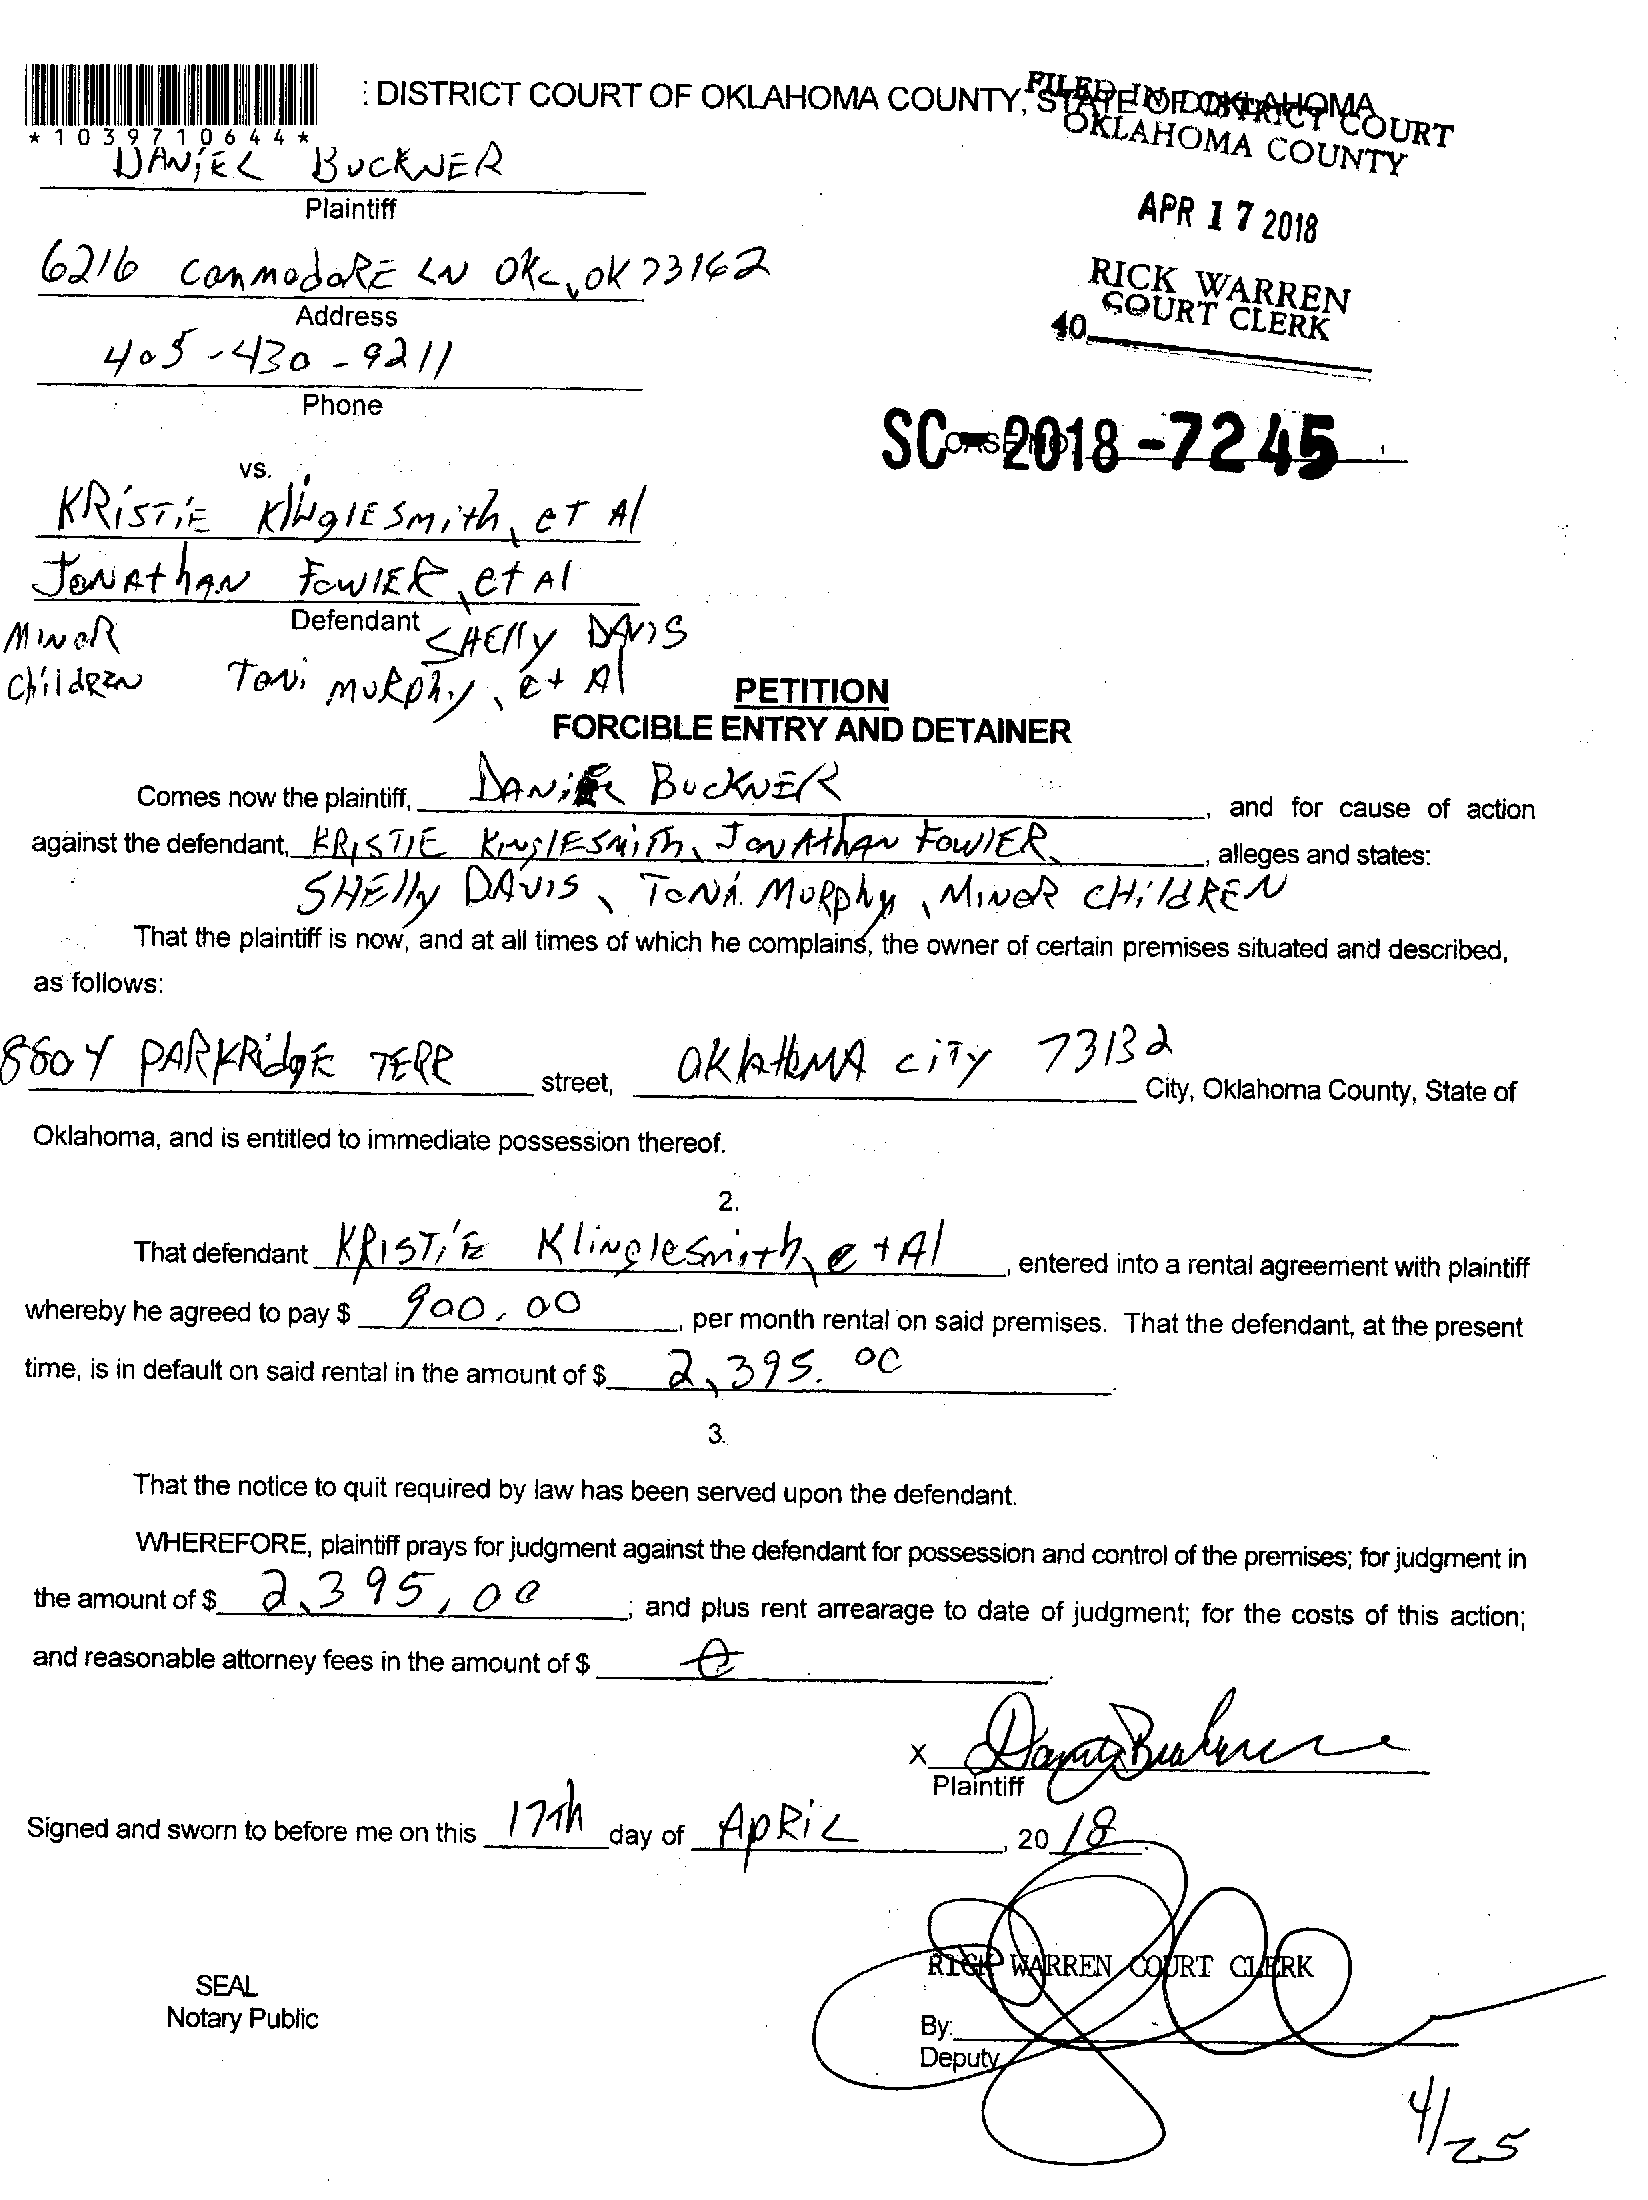 : DISTRICT COURT OF OKLAHOMA COUNTY, STATE OF OKLAHOMA
FILED IN DISTRICT COURT
OKLAHOMA COUNTY
*1039710644*
DANiEL BUCKNER
Plaintiff
APR 17 2018
6216 CommodoRE LN OKC, OK 73162
Address
RICK WARREN
COURT CLERK
40
405-430-9211
Phone
SC-2018-7245
vs.
KRiSTiE KlingleSmith, eT Al
JonAthAN FowlER, et Al
Defendant
MiNoR
children
SHElly DAVIS
Toni MuRphy, et Al
PETITION
FORCIBLE ENTRY AND DETAINER
Comes now the plaintiff, DANiEL BuckNER, and for cause of action
against the defendant, KRiSTIE KinglESmiTh, JonAthAN FowlER, alleges and states:
SHElly DAVIS, ToNi MuRphy, MiNoR CHildREN
That the plaintiff is now, and at all times of which he complains, the owner of certain premises situated and described,
as follows:
8804 PARKRidgE TERR street, OKlAHoMA ciTy 73132 City, Oklahoma County, State of
Oklahoma, and is entitled to immediate possession thereof.
2.
That defendant KRISTiE KlingleSmith, et Al, entered into a rental agreement with plaintiff
whereby he agreed to pay $ 900.00, per month rental on said premises. That the defendant, at the present
time, is in default on said rental in the amount of $ 2,395.00.
3.
That the notice to quit required by law has been served upon the defendant.
WHEREFORE, plaintiff prays for judgment against the defendant for possession and control of the premises; for judgment in
the amount of $ 2,395.00; and plus rent arrearage to date of judgment; for the costs of this action;
and reasonable attorney fees in the amount of $ 0.
X
Plaintiff
Signed and sworn to before me on this 17th day of ApRiL, 2018.
RICK WARREN COURT CLERK
SEAL
Notary Public
By:
Deputy
4/25